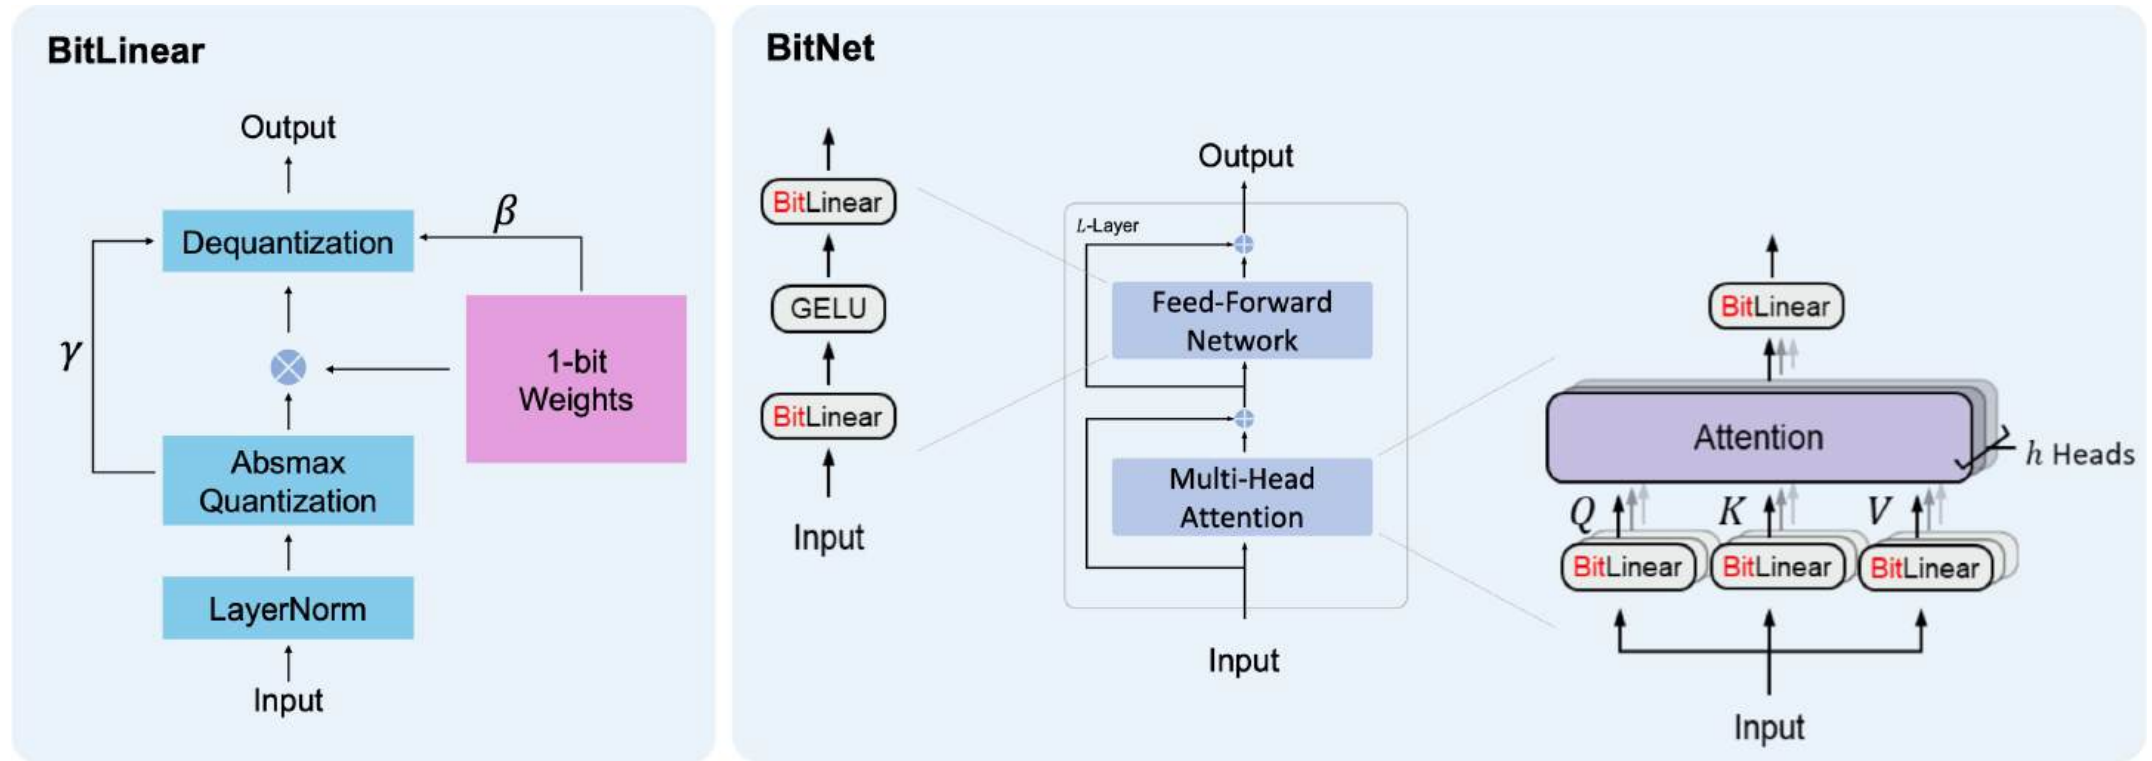 BitLinear
Output
β
Dequantization
γ
1-bit
Weights
Absmax
Quantization
LayerNorm
Input
BitNet
BitLinear
GELU
BitLinear
Input
Output
L-Layer
Feed-Forward
Network
Multi-Head
Attention
Input
BitLinear
Attention
h Heads
Q K V
BitLinear BitLinear BitLinear
Input